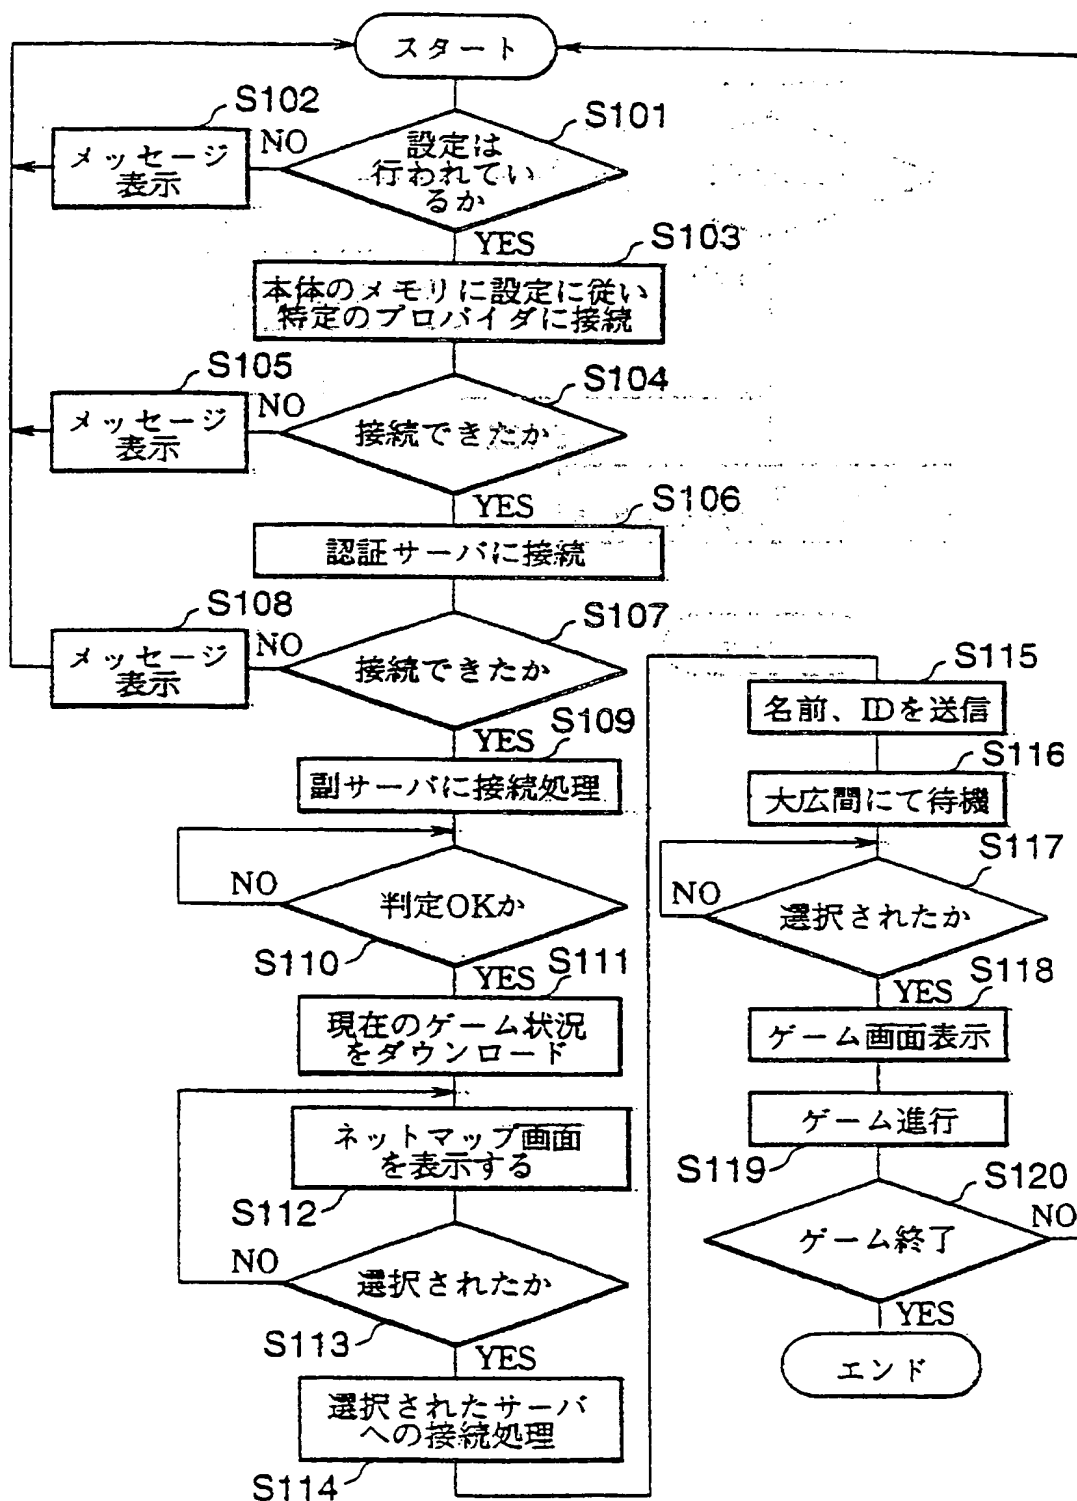 スタート
S102
S101
メッセージ
表示
NO
設定は
行われてい
るか
YES
S103
本体のメモリに設定に従い
特定のプロバイダに接続
S105
S104
メッセージ
表示
NO
接続できたか
YES
S106
認証サーバに接続
S108
S107
メッセージ
表示
NO
接続できたか
YES
S109
副サーバに接続処理
NO
判定OKか
S110
YES
S111
現在のゲーム状況
をダウンロード
ネットマップ画面
を表示する
S112
NO
選択されたか
S113
YES
選択されたサーバ
への接続処理
S114
S115
名前、IDを送信
S116
大広間にて待機
S117
NO
選択されたか
YES
S118
ゲーム画面表示
ゲーム進行
S119
S120
ゲーム終了
NO
YES
エンド